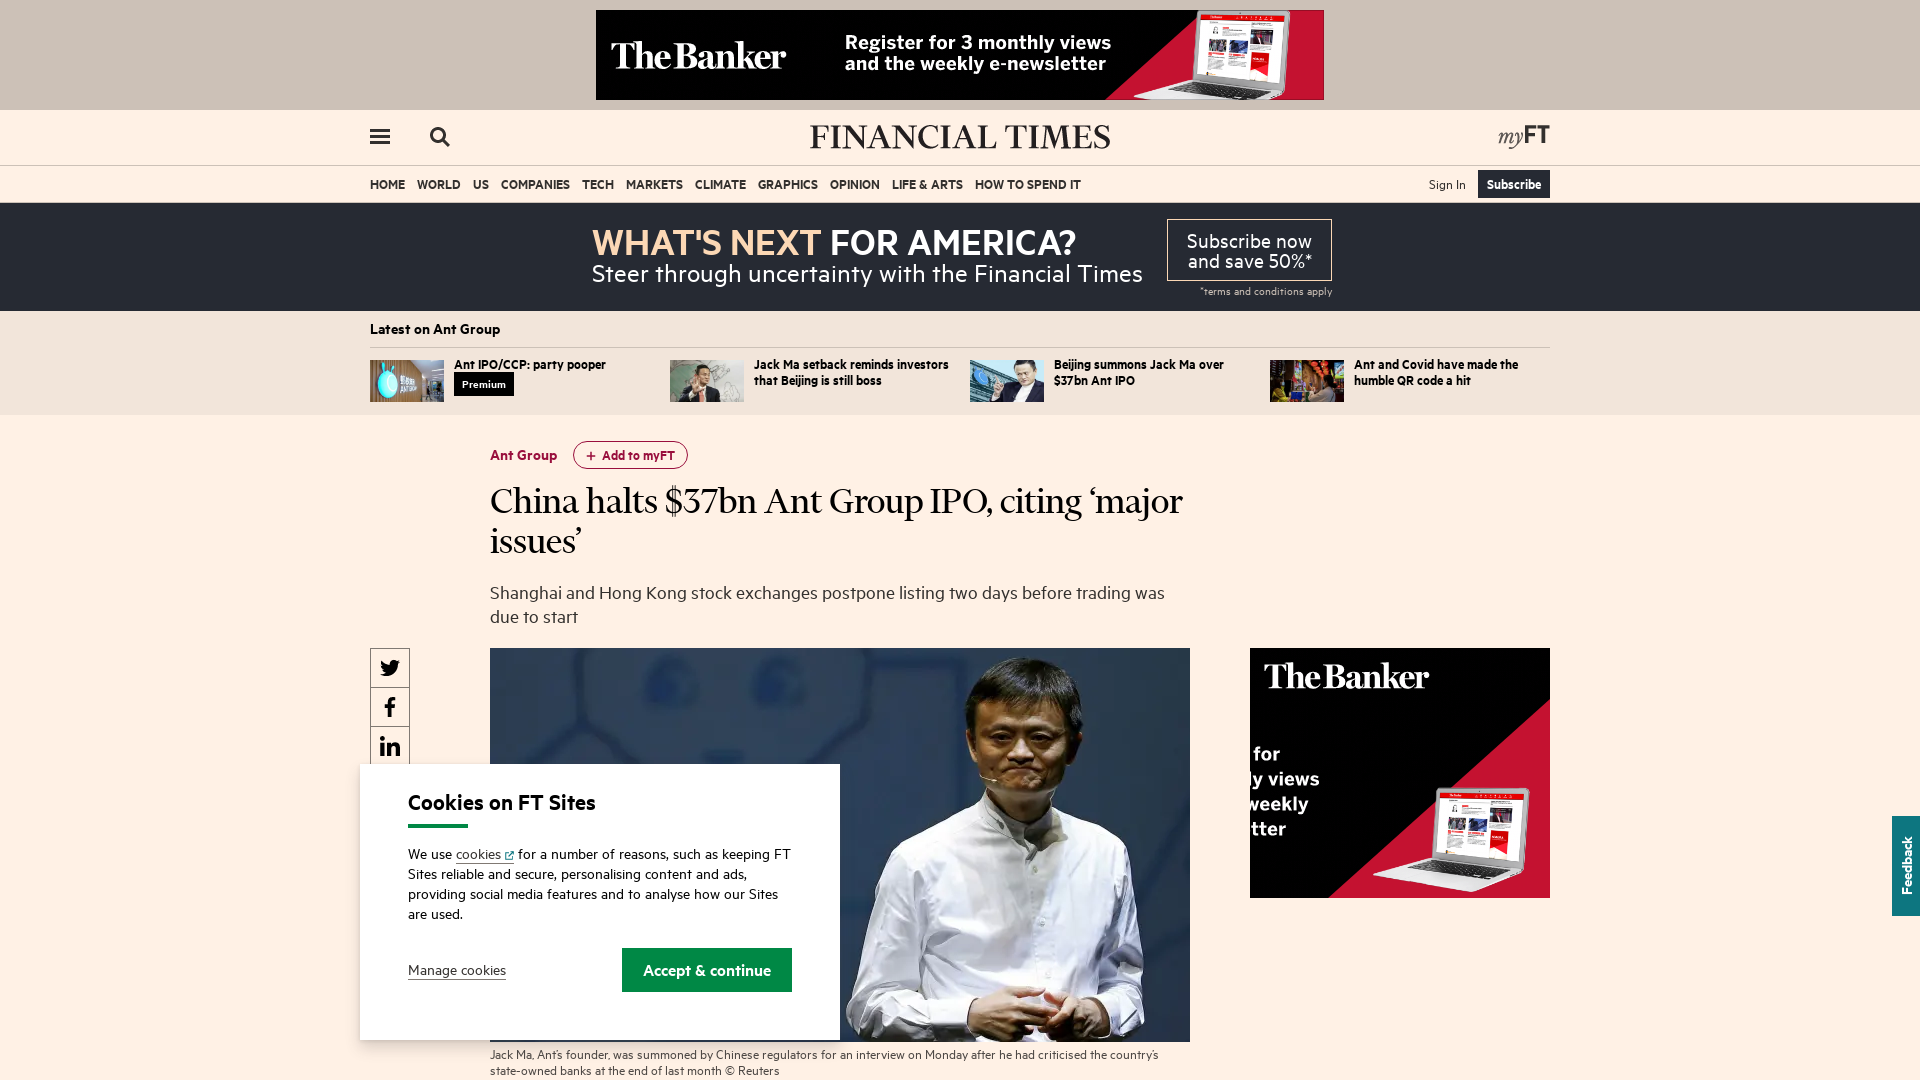 The Banker
Register for 3 monthly views
and the weekly e-newsletter
FINANCIAL TIMES
myFT
HOME WORLD US COMPANIES TECH MARKETS CLIMATE GRAPHICS OPINION LIFE & ARTS HOW TO SPEND IT
Sign In
Subscribe
WHAT'S NEXT FOR AMERICA?
Steer through uncertainty with the Financial Times
Subscribe now
and save 50%*
*terms and conditions apply
Latest on Ant Group
Ant IPO/CCP: party pooper
Premium
Jack Ma setback reminds investors
that Beijing is still boss
Beijing summons Jack Ma over
$37bn Ant IPO
Ant and Covid have made the
humble QR code a hit
Ant Group
+ Add to myFT
China halts $37bn Ant Group IPO, citing ‘major
issues’
Shanghai and Hong Kong stock exchanges postpone listing two days before trading was
due to start
The Banker
for
ly views
weekly
tter
Cookies on FT Sites
We use cookies for a number of reasons, such as keeping FT
Sites reliable and secure, personalising content and ads,
providing social media features and to analyse how our Sites
are used.
Manage cookies
Accept & continue
Feedback
Jack Ma, Ant’s founder, was summoned by Chinese regulators for an interview on Monday after he had criticised the country’s
state-owned banks at the end of last month © Reuters